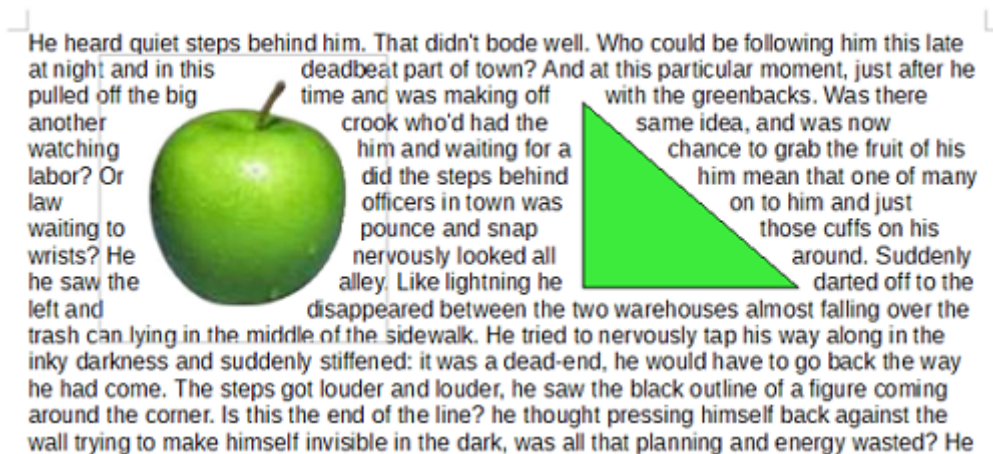 He heard quiet steps behind him. That didn't bode well. Who could be following him this late
at night and in this deadbeat part of town? And at this particular moment, just after he
pulled off the big time and was making off with the greenbacks. Was there
another crook who'd had the same idea, and was now
watching him and waiting for a chance to grab the fruit of his
labor? Or did the steps behind him mean that one of many
law officers in town was on to him and just
waiting to pounce and snap those cuffs on his
wrists? He nervously looked all around. Suddenly
he saw the alley. Like lightning he darted off to the
left and disappeared between the two warehouses almost falling over the
trash can lying in the middle of the sidewalk. He tried to nervously tap his way along in the
inky darkness and suddenly stiffened: it was a dead-end, he would have to go back the way
he had come. The steps got louder and louder, he saw the black outline of a figure coming
around the corner. Is this the end of the line? he thought pressing himself back against the
wall trying to make himself invisible in the dark, was all that planning and energy wasted? He